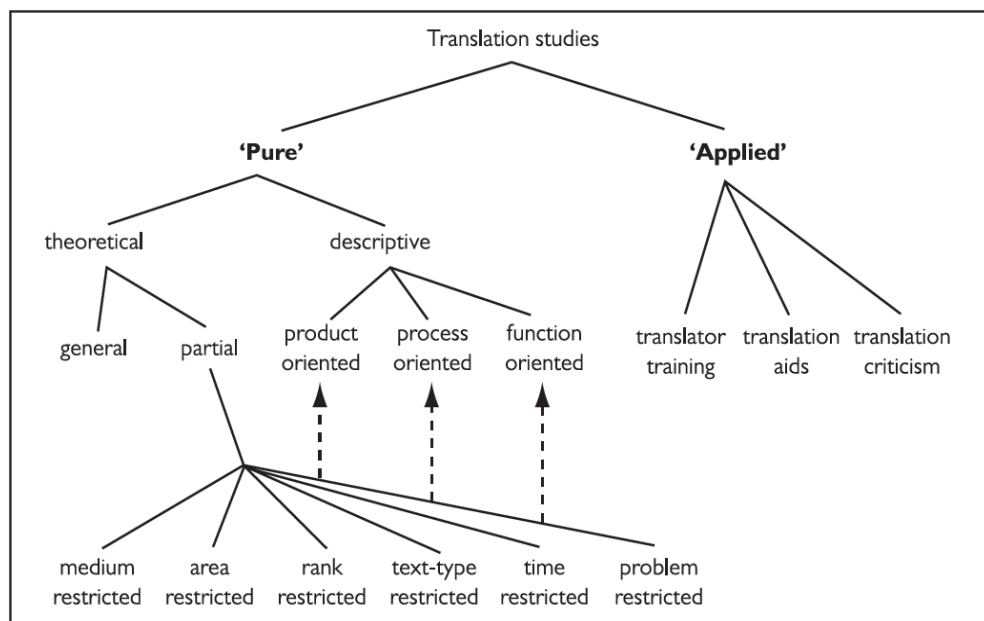 Translation studies
‘Pure’
‘Applied’
theoretical
descriptive
general
partial
product
oriented
process
oriented
function
oriented
translator
training
translation
aids
translation
criticism
medium
restricted
area
restricted
rank
restricted
text-type
restricted
time
restricted
problem
restricted